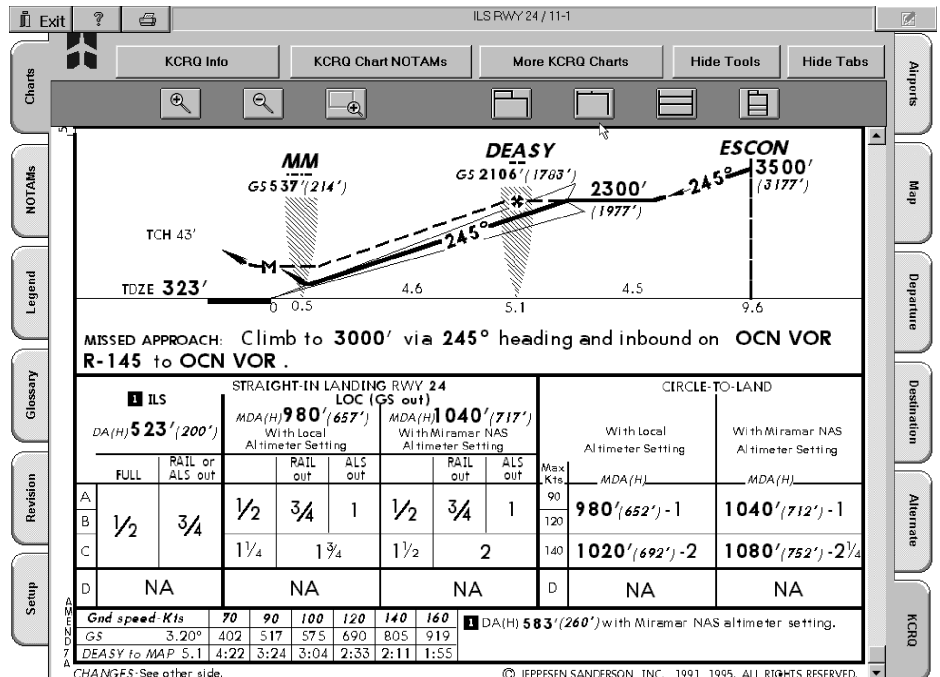 Exit
?
ILS RWY 24 / 11-1
KCRQ Info
KCRQ Chart NOTAMs
More KCRQ Charts
Hide Tools
Hide Tabs
Charts
NOTAMs
Legend
Glossary
Revision
Setup
Airports
Map
Departure
Destination
Alternate
KCRQ
MM
GS 537' (214')
DEASY
GS 2106' (1783')
ESCON
3500'
(3177')
2300'
(1977')
245°
245°
TCH 43'
M
TDZE 323'
4.6
4.5
0 0.5 5.1 9.6
MISSED APPROACH: Climb to 3000' via 245° heading and inbound on OCN VOR
R-145 to OCN VOR .
STRAIGHT-IN LANDING RWY 24
CIRCLE-TO-LAND
1 ILS
LOC (GS out)
DA(H) 523' (200')
MDA(H) 980' (657')
With Local
Altimeter Setting
MDA(H) 1040' (717')
With Miramar NAS
Altimeter Setting
With Local
Altimeter Setting
With Miramar NAS
Altimeter Setting
FULL RAIL or ALS out RAIL out ALS out RAIL out ALS out Max Kts. MDA(H) MDA(H)
A 1/2 3/4 1/2 3/4 1 1/2 3/4 1 90 980' (652') - 1 1040' (712') - 1
B 120
C 1 1/4 1 3/4 1 1/2 2 140 1020' (692') - 2 1080' (752') - 2 1/4
D NA NA NA D NA NA
Gnd speed-Kts 70 90 100 120 140 160
GS 3.20° 402 517 575 690 805 919
DEASY to MAP 5.1 4:22 3:24 3:04 2:33 2:11 1:55
1 DA(H) 583' (260') with Miramar NAS altimeter setting.
AMEND 7A
CHANGES: See other side.
© JEPPESEN SANDERSON, INC., 1991, 1995. ALL RIGHTS RESERVED.